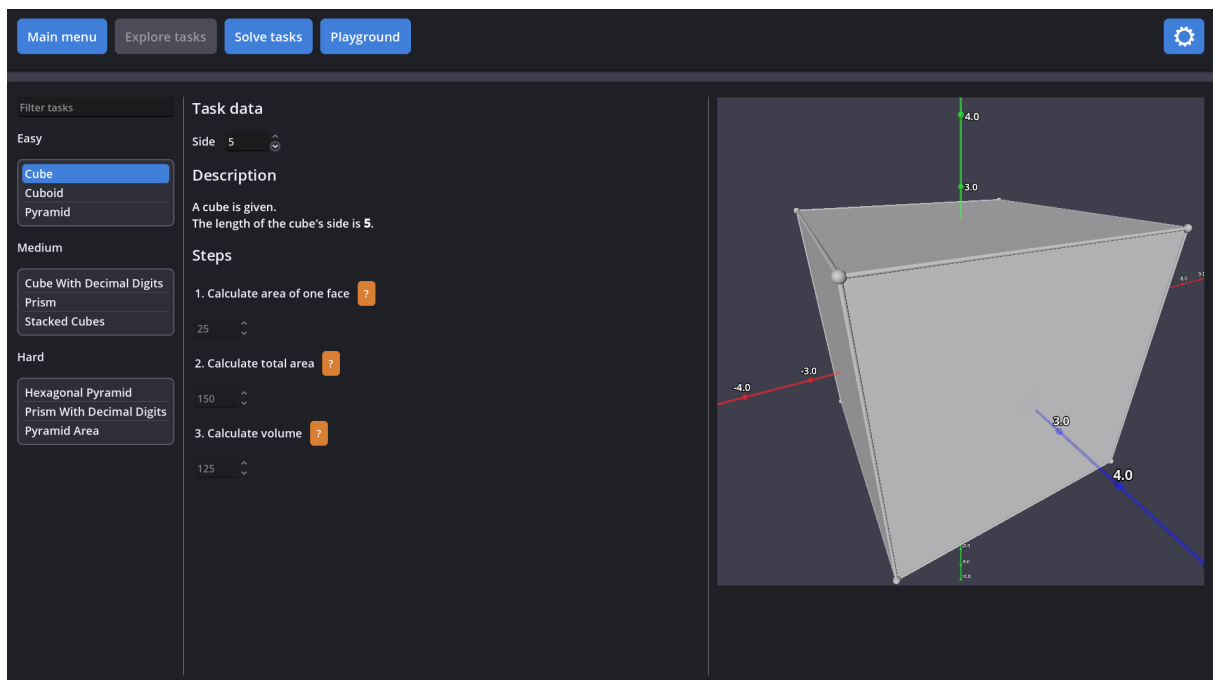 Main menu
Explore tasks
Solve tasks
Playground
Filter tasks
Easy
Cube
Cuboid
Pyramid
Medium
Cube With Decimal Digits
Prism
Stacked Cubes
Hard
Hexagonal Pyramid
Prism With Decimal Digits
Pyramid Area
Task data
Side 5
Description
A cube is given.
The length of the cube's side is 5.
Steps
1. Calculate area of one face ?
25
2. Calculate total area ?
150
3. Calculate volume ?
125
4.0
3.0
-3.0
-4.0
3.0
4.0